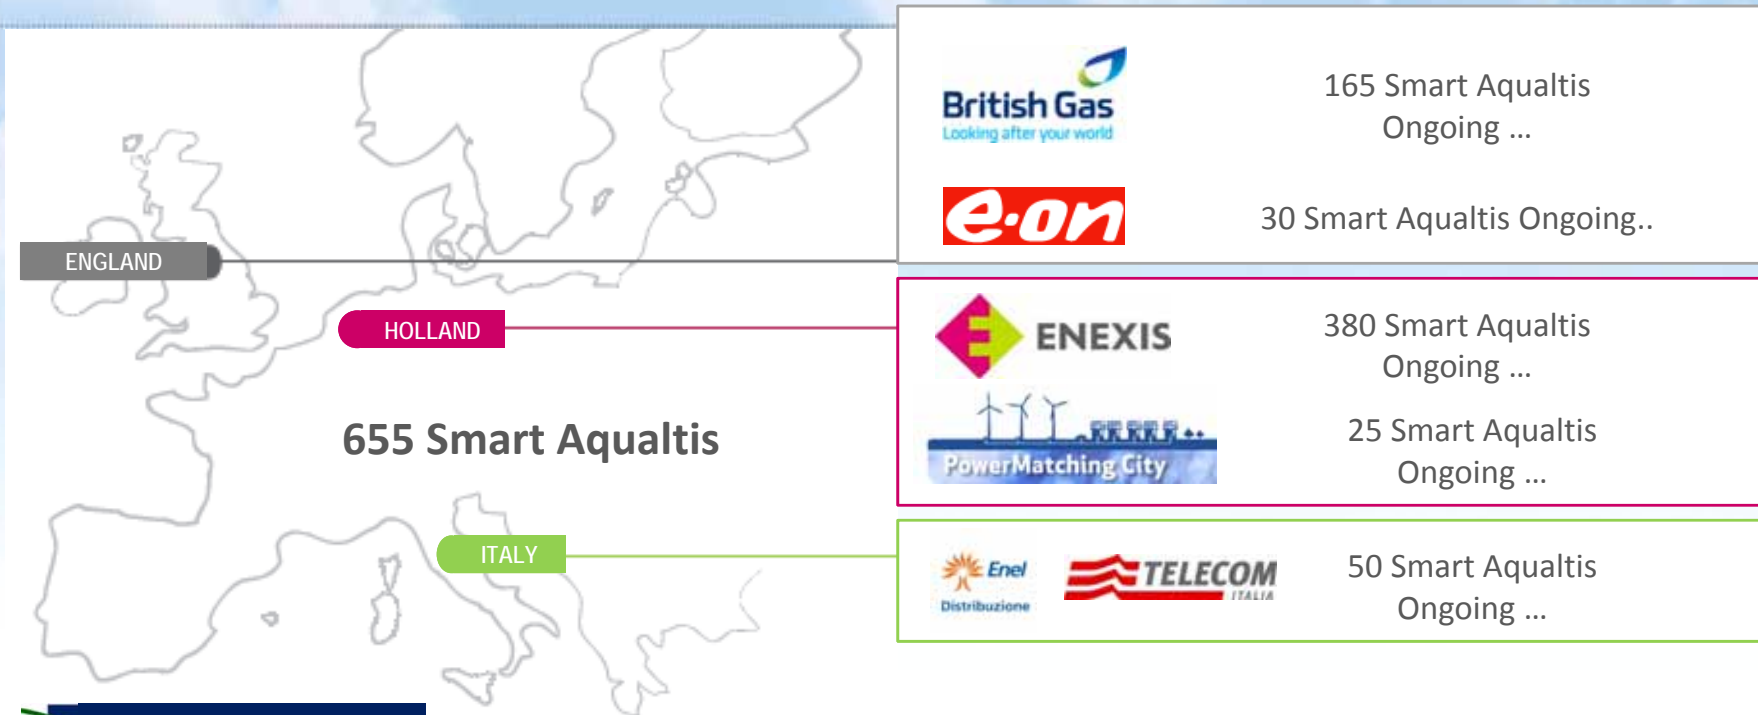 British Gas
Looking after your world
165 Smart Aqualtis
Ongoing ...
e·on
30 Smart Aqualtis Ongoing..
ENGLAND
HOLLAND
ENEXIS
380 Smart Aqualtis
Ongoing ...
655 Smart Aqualtis
PowerMatching City
25 Smart Aqualtis
Ongoing ...
ITALY
Enel
Distribuzione
TELECOM
ITALIA
50 Smart Aqualtis
Ongoing ...